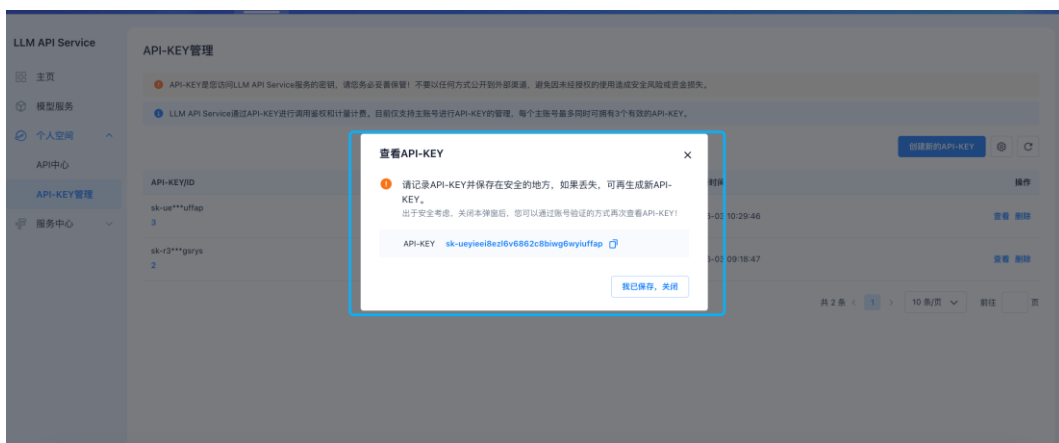 LLM API Service
API-KEY管理
主页
API-KEY是您访问LLM API Service服务的密钥，请您务必妥善保管！不要以任何方式公开到外部渠道，避免因未经授权的使用造成安全风险或资金损失。
模型服务
LLM API Service通过API-KEY进行调用鉴权和计量计费，目前仅支持主账号进行API-KEY的管理，每个主账号最多同时可拥有3个有效的API-KEY。
个人空间
创建新的API-KEY
API中心
查看API-KEY
API-KEY/ID
时间
操作
API-KEY管理
请记录API-KEY并保存在安全的地方，如果丢失，可再生成新API-
KEY。
出于安全考虑，关闭本弹窗后，您可以通过账号验证的方式再次查看API-KEY！
sk-ue***uffap
3
-03 10:29:46
查看 删除
服务中心
API-KEY sk-ueyieei8ezl6v6862c8biwg6wyiuffap
sk-r3***gsrys
2
-03 09:18:47
查看 删除
我已保存，关闭
共 2 条 < 1 > 10 条/页 前往 页